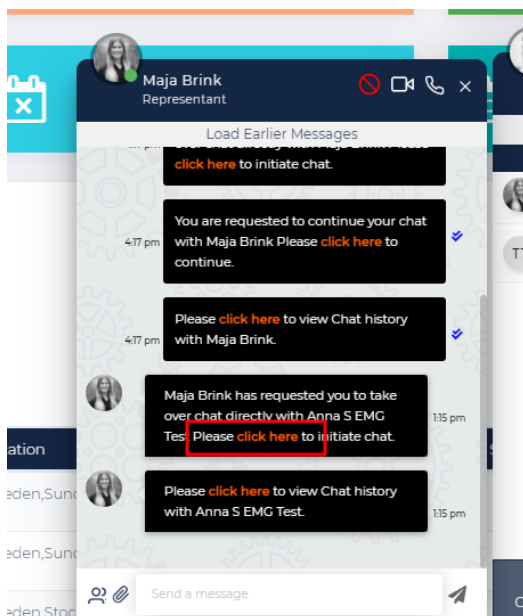 Maja Brink
Representant
Load Earlier Messages
click here to initiate chat.
You are requested to continue your chat
4:17 pm with Maja Brink Please click here to
continue.
Please click here to view Chat history
4:17 pm with Maja Brink.
Maja Brink has requested you to take
over chat directly with Anna S EMG
1:15 pm
Test Please click here to initiate chat.
Please click here to view Chat history
with Anna S EMG Test.
1:15 pm
Send a message
ation
eden,Sund
eden,Sund
eden,Stoc